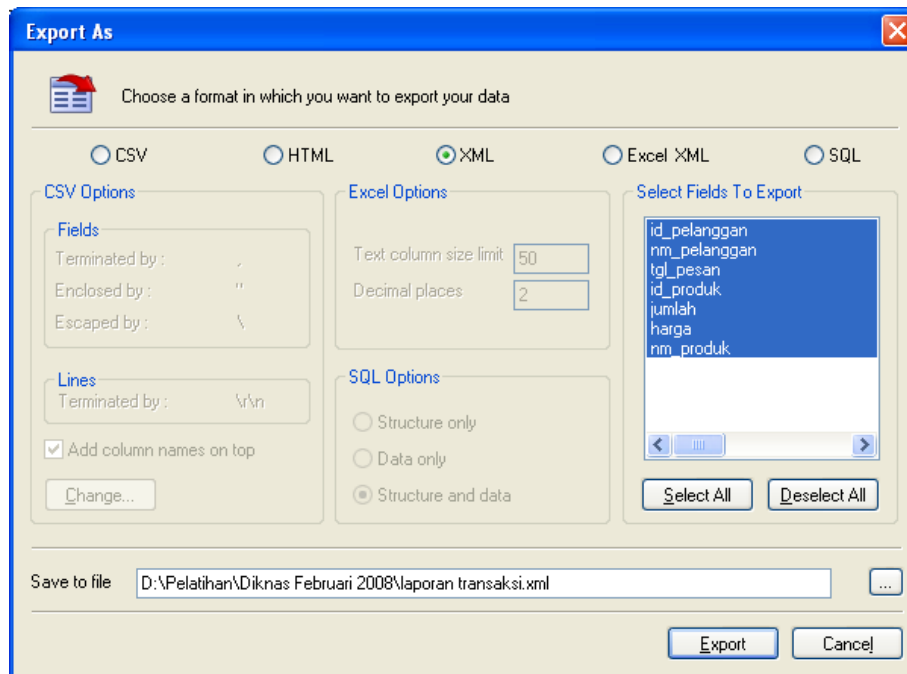 Export As
Choose a format in which you want to export your data
CSV
HTML
XML
Excel XML
SQL
CSV Options
Fields
Terminated by : ,
Enclosed by : "
Escaped by : \
Lines
Terminated by : \r\n
Add column names on top
Change...
Excel Options
Text column size limit 50
Decimal places 2
SQL Options
Structure only
Data only
Structure and data
Select Fields To Export
id_pelanggan
nm_pelanggan
tgl_pesan
id_produk
jumlah
harga
nm_produk
Select All Deselect All
Save to file D:\Pelatihan\Diknas Februari 2008\laporan transaksi.xml ...
Export Cancel